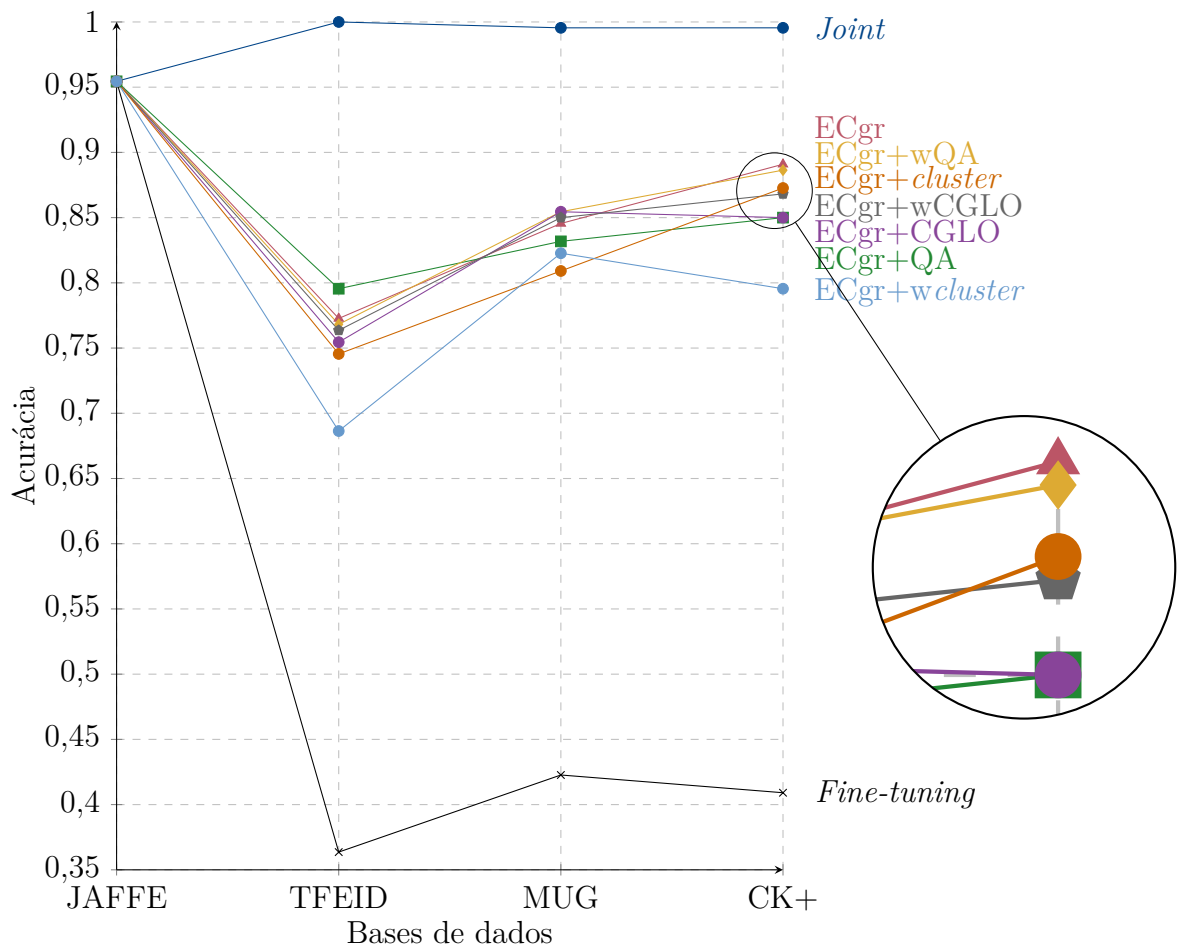 1
0,95
0,9
0,85
0,8
0,75
0,7
0,65
0,6
0,55
0,5
0,45
0,4
0,35
Acurácia
JAFFE
TFEID
MUG
CK+
Bases de dados
Joint
ECgr
ECgr+wQA
ECgr+cluster
ECgr+wCGLO
ECgr+CGLO
ECgr+QA
ECgr+wcluster
Fine-tuning